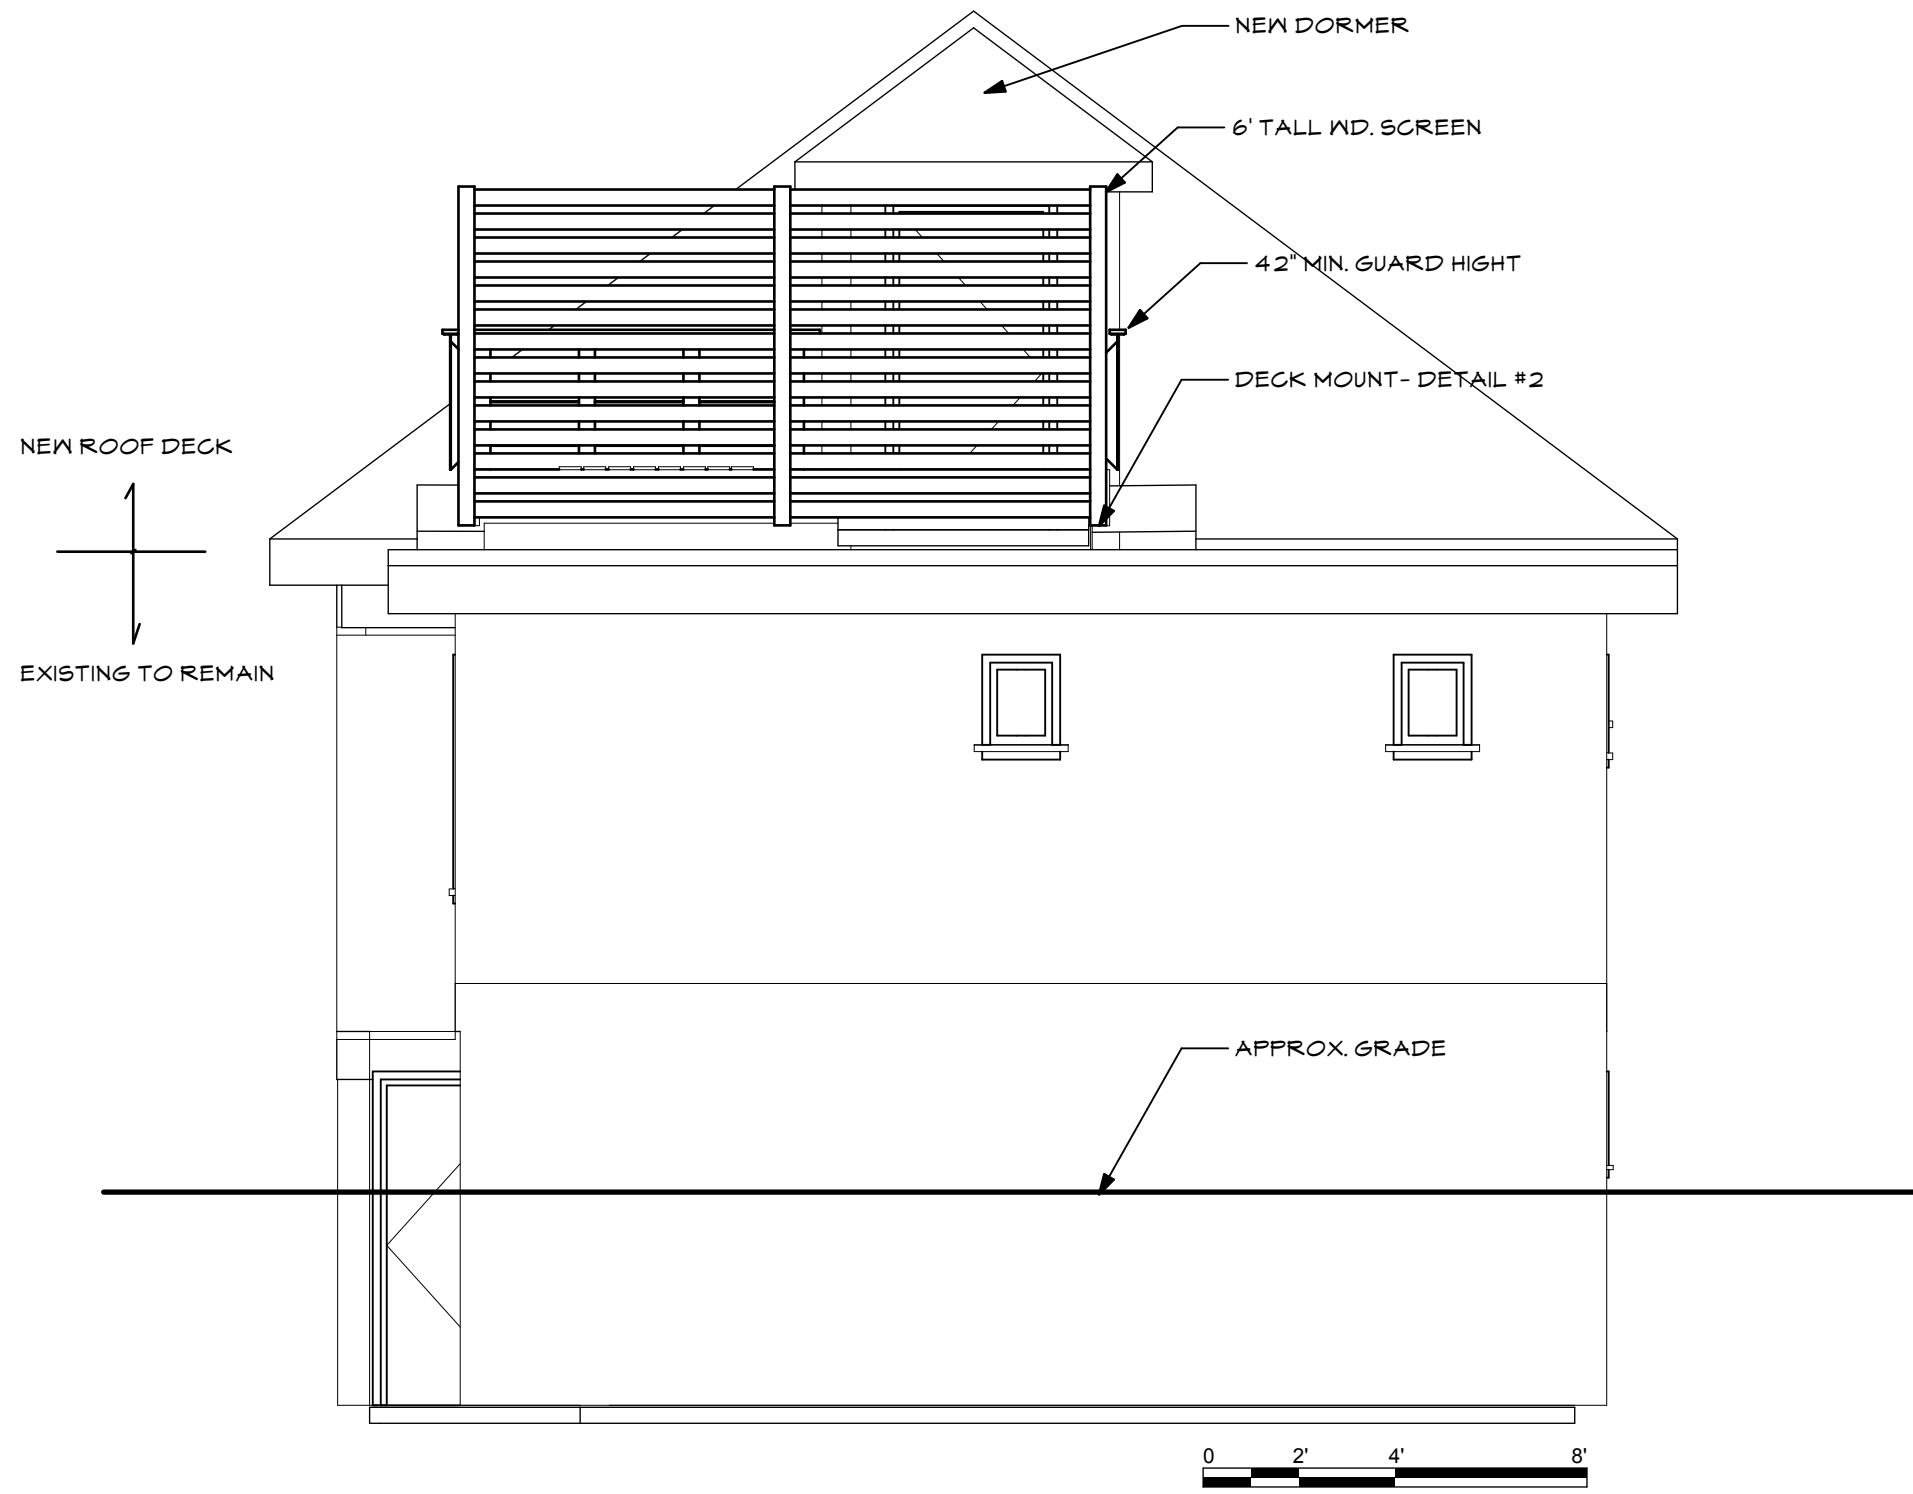 NEW DORMER
6' TALL WD. SCREEN
42" MIN. GUARD HIGHT
DECK MOUNT- DETAIL #2
NEW ROOF DECK
EXISTING TO REMAIN
APPROX. GRADE
0 2' 4' 8'